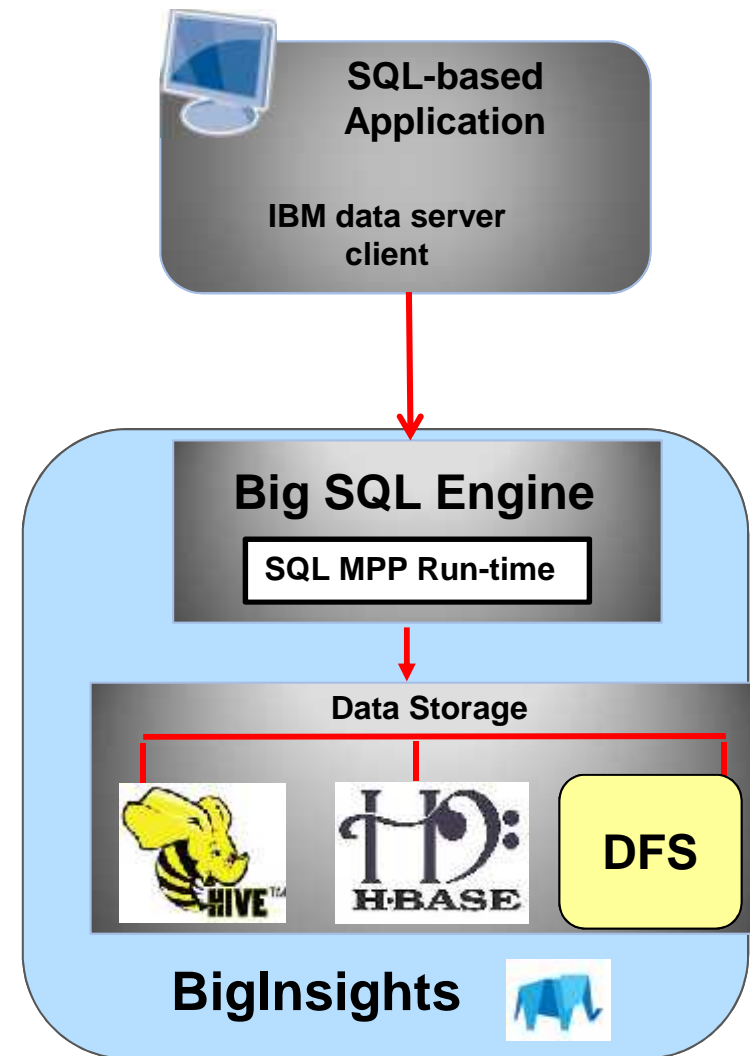 SQL-based
Application
IBM data server
client
Big SQL Engine
SQL MPP Run-time
Data Storage
HIVE™
H·BASE
DFS
BigInsights